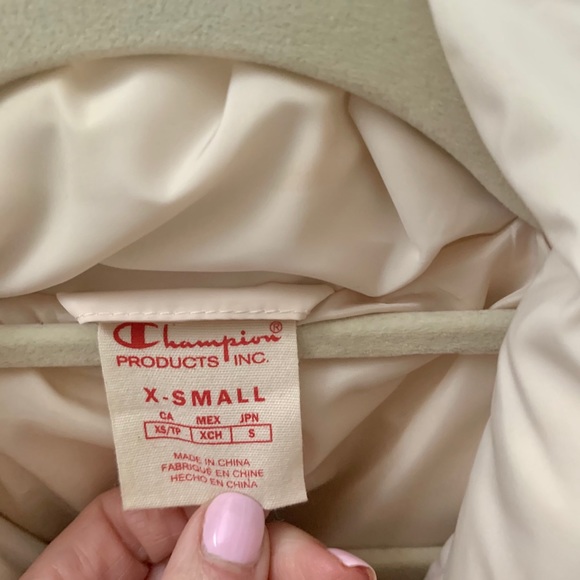 Champion®
PRODUCTS INC.
X-SMALL
CA MEX JPN
XS/TP XCH S
MADE IN CHINA
FABRIQUÉ EN CHINE
HECHO EN CHINA